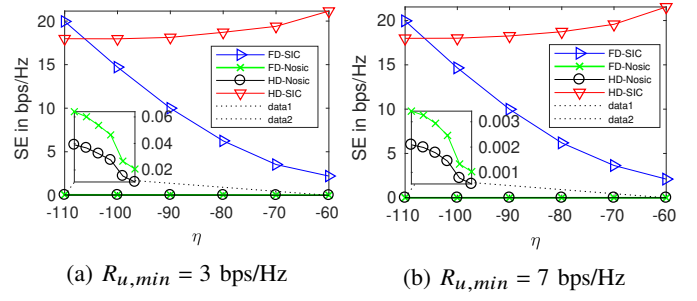 20
15
10
5
0
SE in bps/Hz
FD-SIC
FD-Nosic
HD-Nosic
HD-SIC
data1
data2
0.06
0.04
0.02
-110 -100 -90 -80 -70 -60
η
(a) R_{u,min} = 3 bps/Hz
20
15
10
5
0
SE in bps/Hz
FD-SIC
FD-Nosic
HD-Nosic
HD-SIC
data1
data2
0.003
0.002
0.001
-110 -100 -90 -80 -70 -60
η
(b) R_{u,min} = 7 bps/Hz